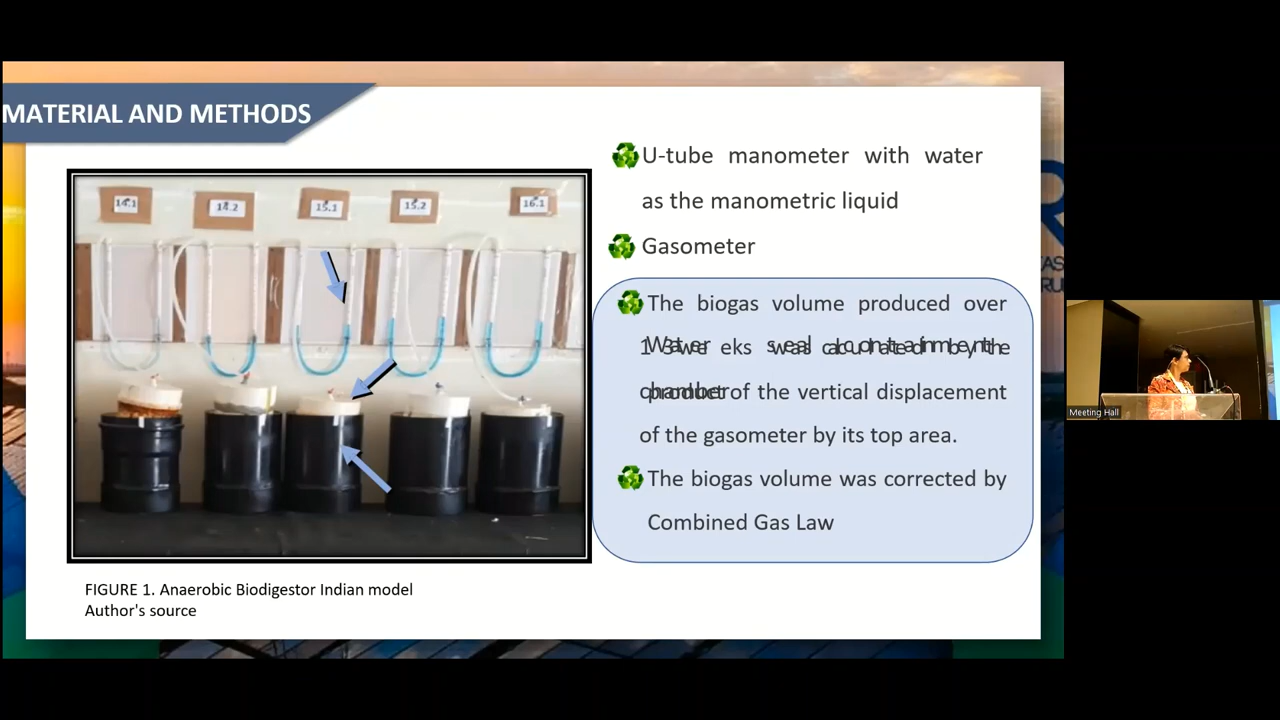 MATERIAL AND METHODS
14.1
14.2
15.1
15.2
16.1
U-tube manometer with water
as the manometric liquid
Gasometer
The biogas volume produced over
of the vertical displacement
of the gasometer by its top area.
The biogas volume was corrected by
Combined Gas Law
FIGURE 1. Anaerobic Biodigestor Indian model
Author's source
Meeting Hall